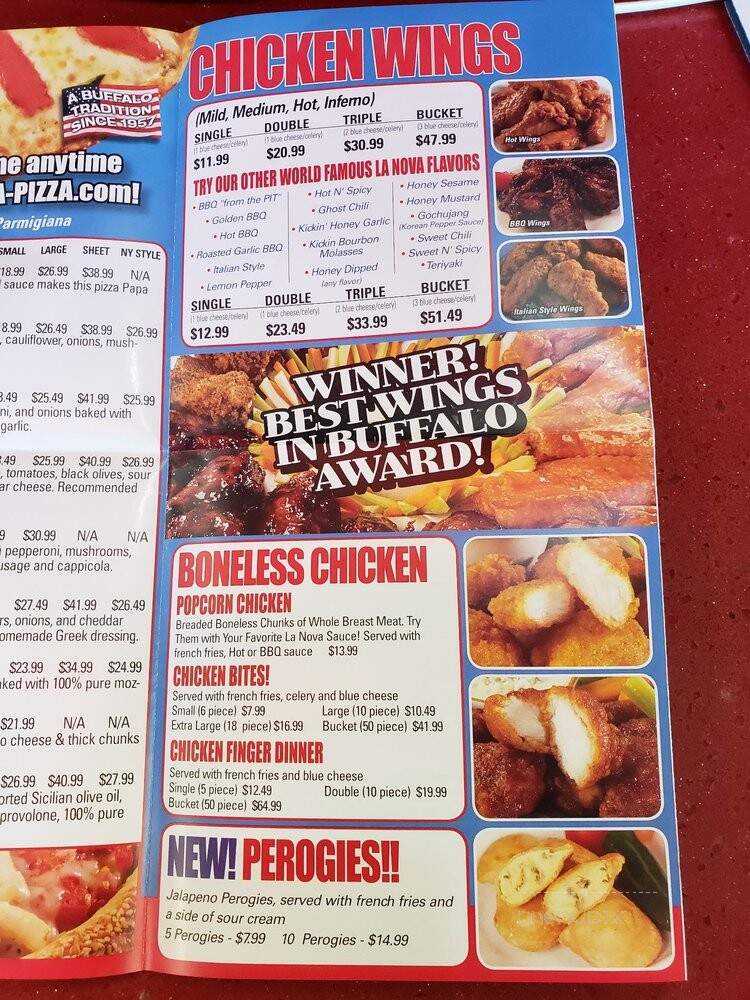 A BUFFALO
TRADITION
SINCE 1957
anytime
-PIZZA.com!
Parmigiana
SMALL LARGE SHEET NY STYLE
$26.99 $38.99 N/A
sauce makes this pizza Papa
$26.49 $38.99 $26.99
, cauliflower, onions, mush-
$25.49 $41.99 $25.99
and onions baked with
garlic.
$25.99 $40.99 $26.99
, tomatoes, black olives, sour
cheese. Recommended
$30.99 N/A N/A
pepperoni, mushrooms,
and cappicola.
$27.49 $41.99 $26.49
onions, and cheddar
homemade Greek dressing.
$23.99 $34.99 $24.99
with 100% pure moz-
$21.99 N/A N/A
cheese & thick chunks
$26.99 $40.99 $27.99
Sicilian olive oil,
provolone, 100% pure
CHICKEN WINGS
(Mild, Medium, Hot, Inferno)
SINGLE DOUBLE TRIPLE BUCKET
(1 blue cheese/celery) (1 blue cheese/celery) (2 blue cheese/celery) (3 blue cheese/celery)
$11.99 $20.99 $30.99 $47.99
TRY OUR OTHER WORLD FAMOUS LA NOVA FLAVORS
• BBQ "from the PIT"
• Golden BBQ
• Hot BBQ
• Roasted Garlic BBQ
• Italian Style
• Lemon Pepper
• Hot N' Spicy
• Ghost Chili
• Kickin' Honey Garlic
• Kickin Bourbon
Molasses
• Honey Dipped
(any flavor)
• Honey Sesame
• Honey Mustard
• Gochujang
(Korean Pepper Sauce)
• Sweet Chili
• Sweet N' Spicy
• Teriyaki
SINGLE DOUBLE TRIPLE BUCKET
(1 blue cheese/celery) (1 blue cheese/celery) (2 blue cheese/celery) (3 blue cheese/celery)
$12.99 $23.49 $33.99 $51.49
Hot Wings
BBQ Wings
Italian Style Wings
WINNER!
BEST WINGS
IN BUFFALO
AWARD!
BONELESS CHICKEN
POPCORN CHICKEN
Breaded Boneless Chunks of Whole Breast Meat. Try
Them with Your Favorite La Nova Sauce! Served with
french fries, Hot or BBQ sauce $13.99
CHICKEN BITES!
Served with french fries, celery and blue cheese
Small (6 piece) $7.99 Large (10 piece) $10.49
Extra Large (18 piece) $16.99 Bucket (50 piece) $41.99
CHICKEN FINGER DINNER
Served with french fries and blue cheese
Single (5 piece) $12.49 Double (10 piece) $19.99
Bucket (50 piece) $64.99
NEW! PEROGIES!!
Jalapeno Perogies, served with french fries and
a side of sour cream
5 Perogies - $7.99 10 Perogies - $14.99